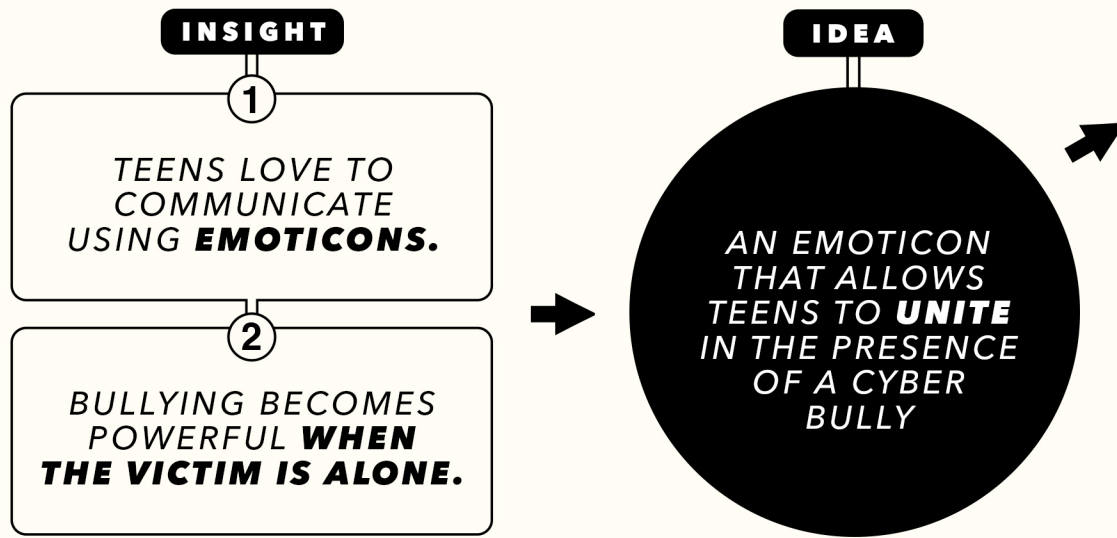 INSIGHT
1
TEENS LOVE TO
COMMUNICATE
USING EMOTICONS.
2
BULLYING BECOMES
POWERFUL WHEN
THE VICTIM IS ALONE.
IDEA
AN EMOTICON
THAT ALLOWS
TEENS TO UNITE
IN THE PRESENCE
OF A CYBER
BULLY